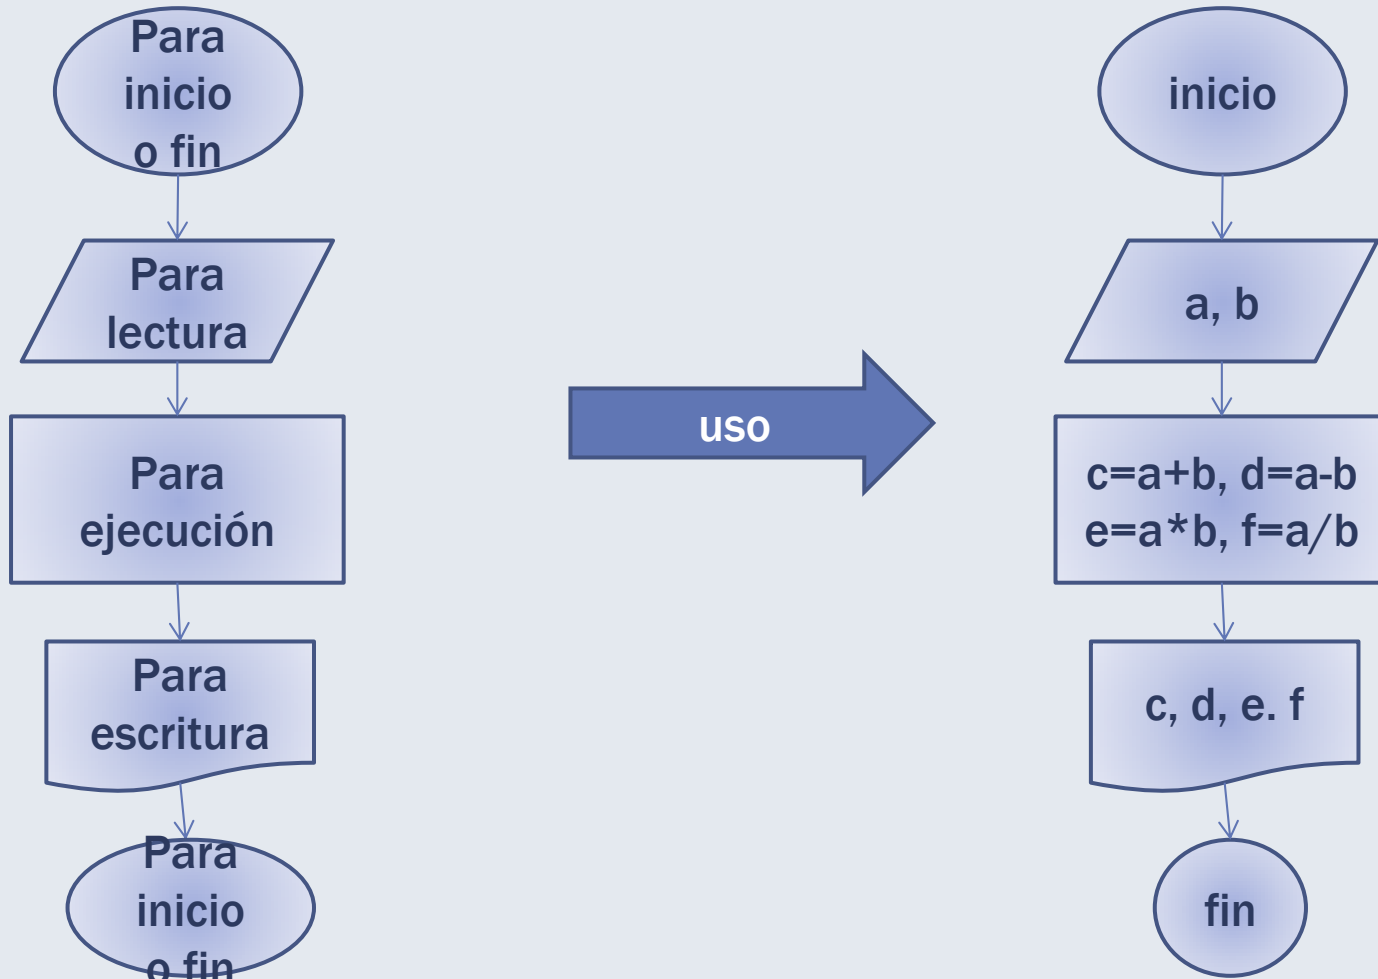 Para
inicio
o fin
Para
lectura
Para
ejecución
Para
escritura
Para
inicio
o fin
uso
inicio
a, b
c=a+b, d=a-b
e=a*b, f=a/b
c, d, e. f
fin